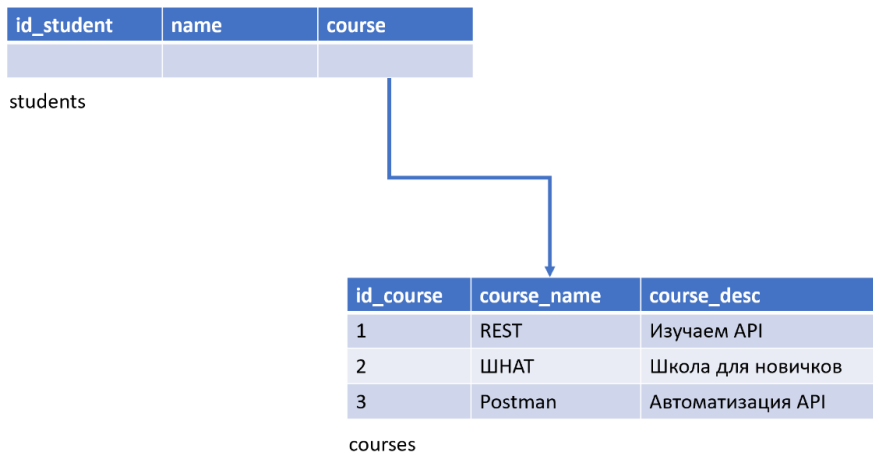 id_student name course
students
id_course course_name course_desc
1 REST Изучаем API
2 ШНАТ Школа для новичков
3 Postman Автоматизация API
courses